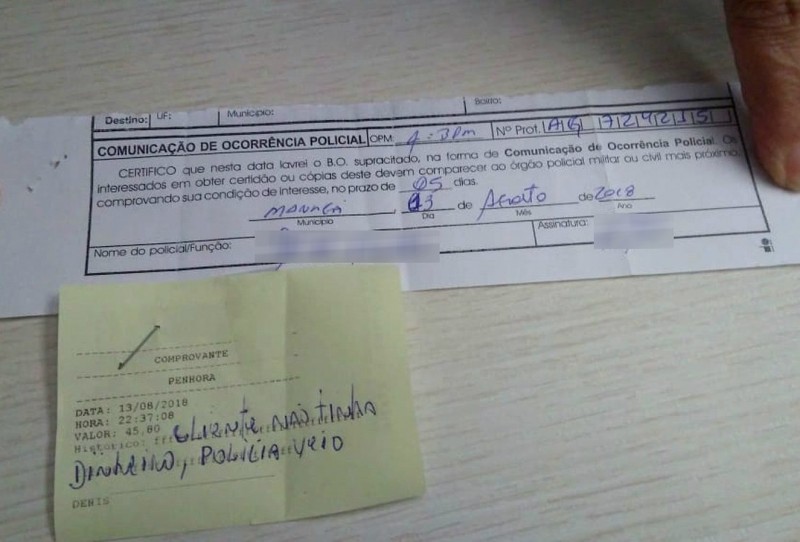 Destino: UF: Município: Bairro:
COMUNICAÇÃO DE OCORRÊNCIA POLICIAL OPM: Nº Prot.
CERTIFICO que nesta data lavrei o B.O. supracitado, na forma de Comunicação de Ocorrência Policial. Os
interessados em obter certidão ou cópias deste devem comparecer ao órgão policial militar ou civil mais próximo,
comprovando sua condição de interesse, no prazo de 05 dias.
13 de Agosto de 2018
Município Dia Mês Ano
Nome do policial/Função: Assinatura:
COMPROVANTE
PENHORA
DATA: 13/08/2018
HORA: 22:37:08
VALOR: 45,80
Historico: CLIENTE NÃO TINHA
DINHEIRO, POLICIA VEIO
DENIS